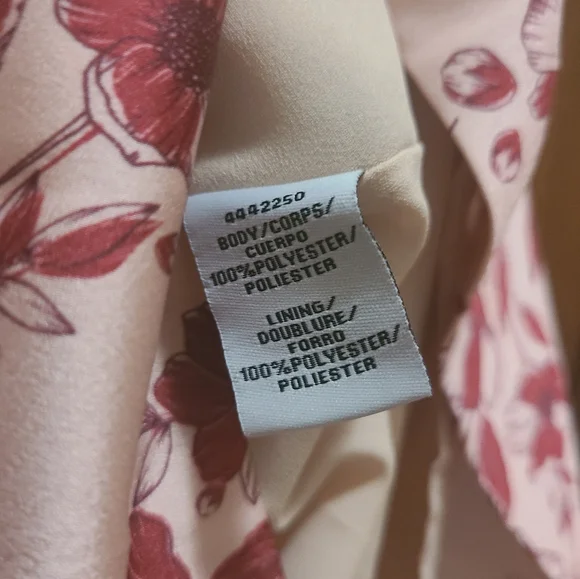 4442250
BODY/CORPS/
CUERPO
100%POLYESTER/
POLIESTER
LINING/
DOUBLURE/
FORRO
100%POLYESTER/
POLIESTER